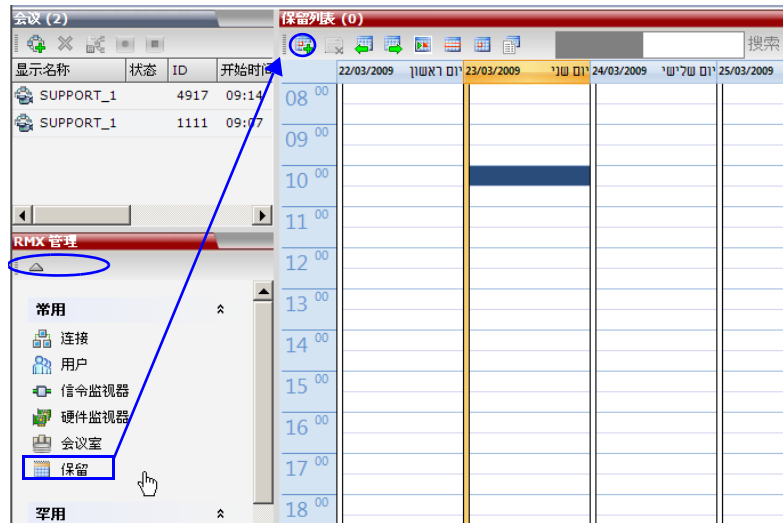 会议 (2)
显示名称 状态 ID 开始时间
SUPPORT_1 4917 09:14
SUPPORT_1 1111 09:07
RMX 管理
常用
连接
用户
信令监视器
硬件监视器
会议室
保留
罕用
保留列表 (0)
搜索
22/03/2009 יום ראשון 23/03/2009 יום שני 24/03/2009 יום שלישי 25/03/2009
08 00
09 00
10 00
11 00
12 00
13 00
14 00
15 00
16 00
17 00
18 00